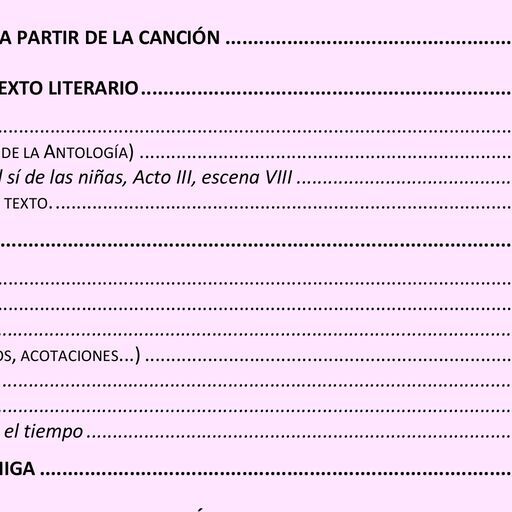 A PARTIR DE LA CANCIÓN ..........................................................
EXTO LITERARIO..........................................................................
....................................................................................................
DE LA ANTOLOGÍA) ........................................................................
l sí de las niñas, Acto III, escena VIII ..........................................
TEXTO. .........................................................................................
....................................................................................................
....................................................................................................
....................................................................................................
....................................................................................................
OS, ACOTACIONES...) ......................................................................
....................................................................................................
....................................................................................................
el tiempo ....................................................................................
IIGA ..............................................................................................